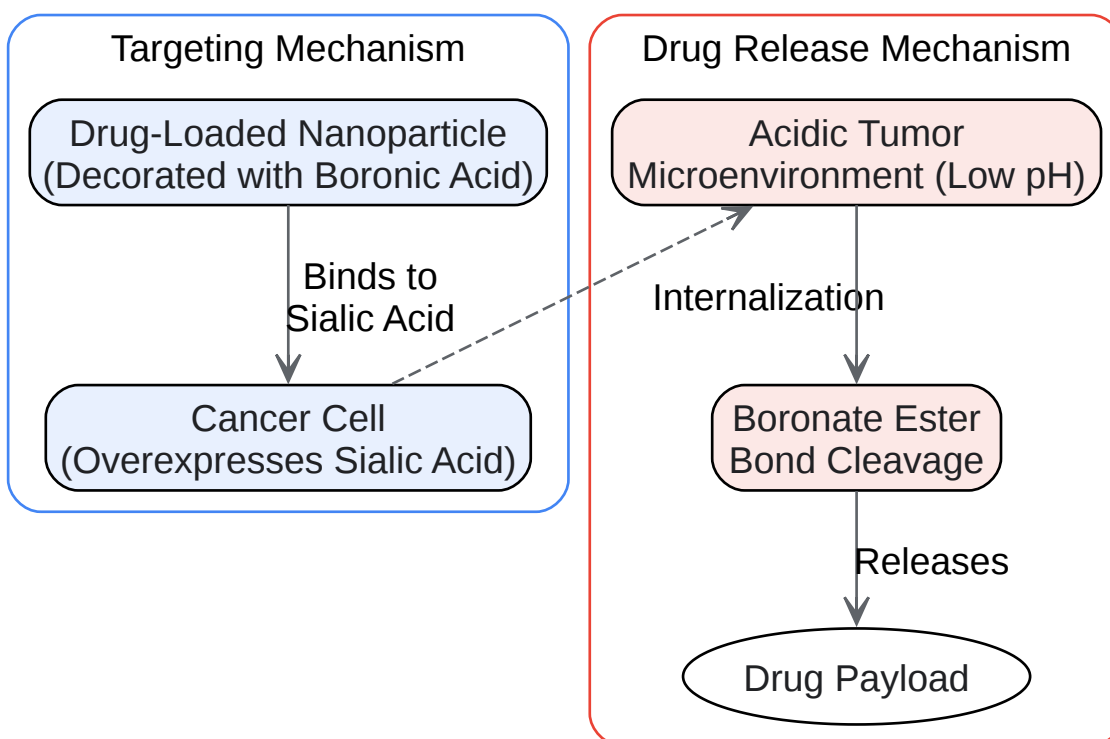 Targeting Mechanism
Drug-Loaded Nanoparticle
(Decorated with Boronic Acid)
Binds to
Sialic Acid
Cancer Cell
(Overexpresses Sialic Acid)
Drug Release Mechanism
Acidic Tumor
Microenvironment (Low pH)
Internalization
Boronate Ester
Bond Cleavage
Releases
Drug Payload